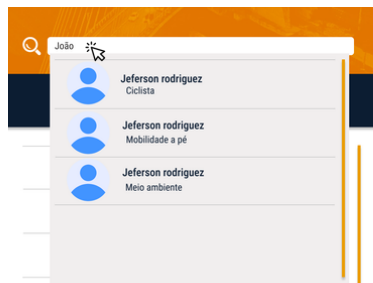 João
Jeferson rodriguez
Ciclista
Jeferson rodriguez
Mobilidade a pé
Jeferson rodriguez
Meio ambiente